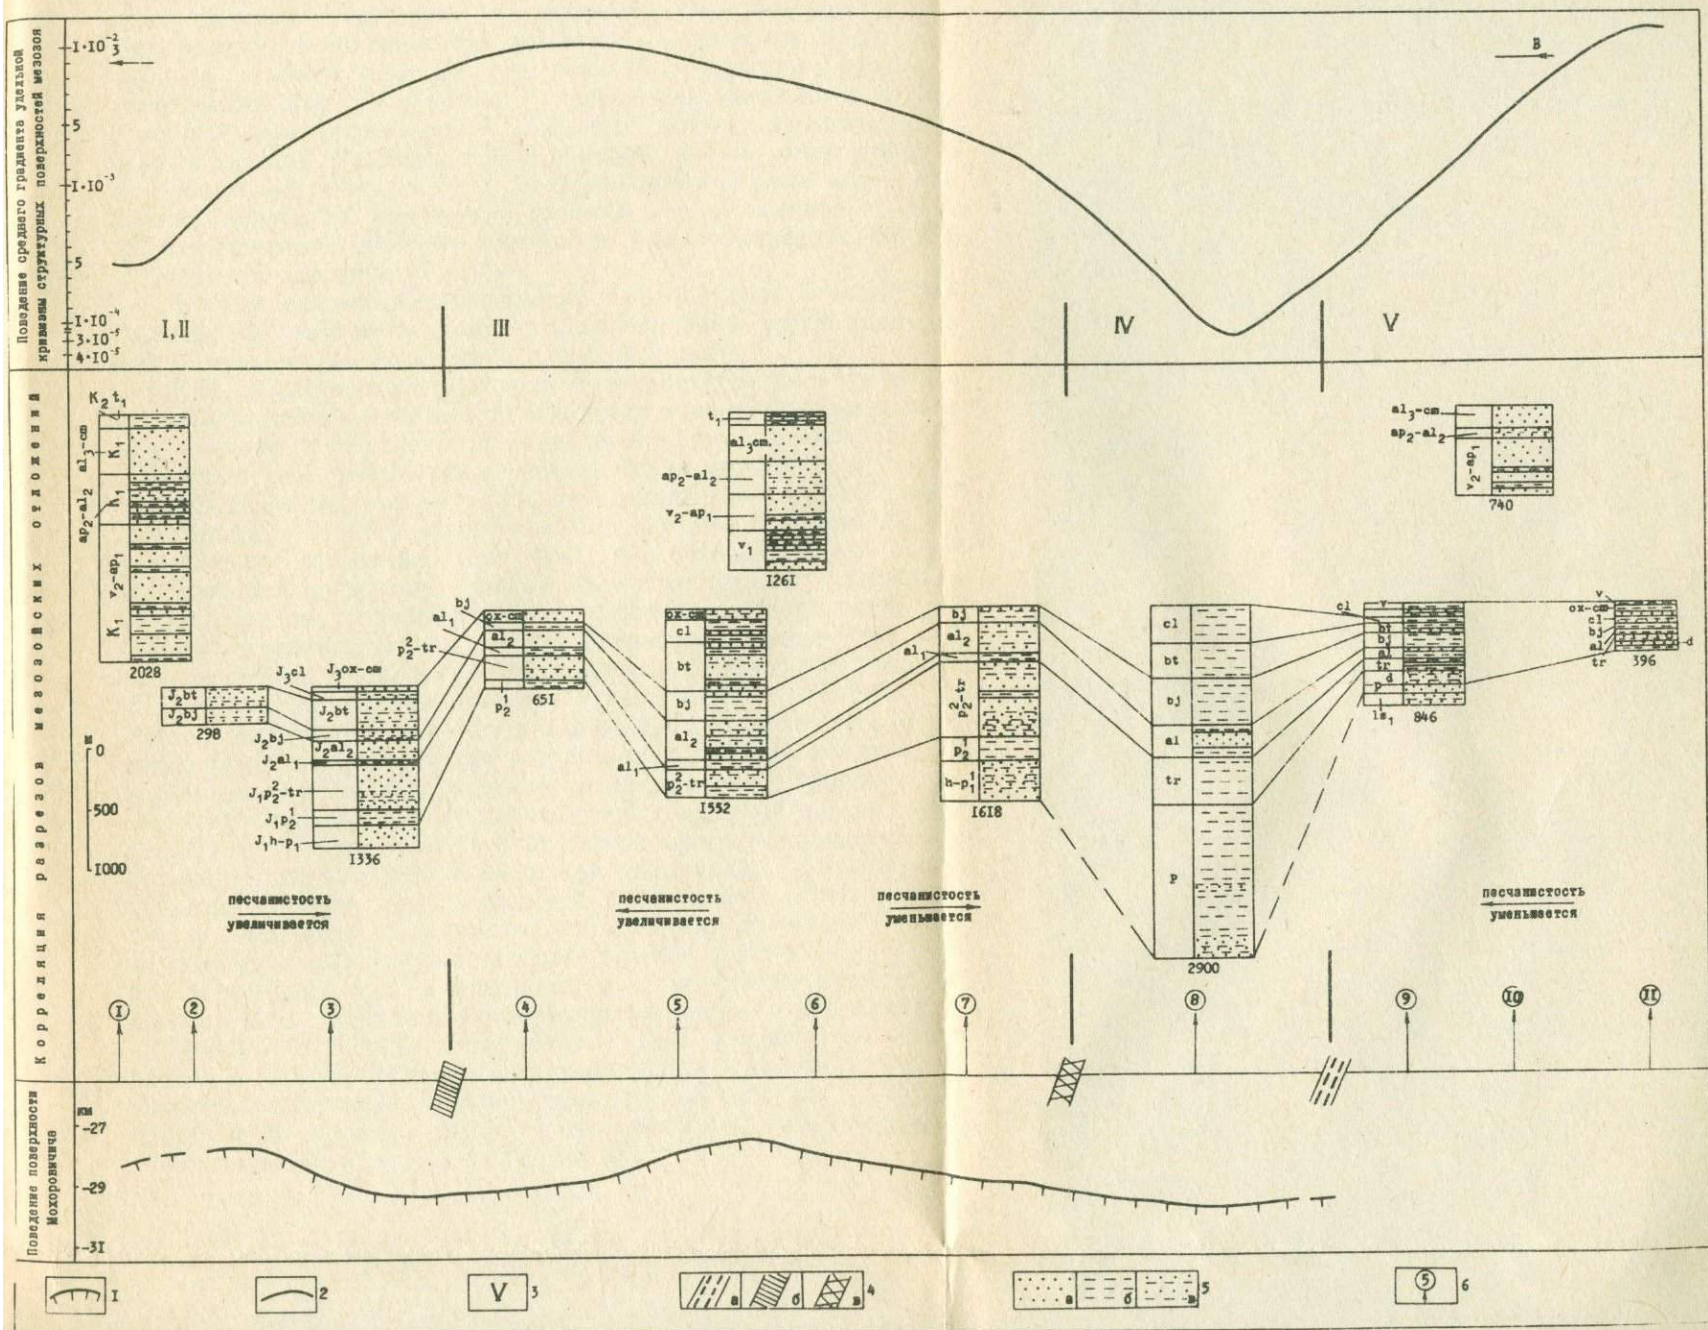 Поведение среднего градиента удельной
кривизны структурных поверхностей мезозоя
I·10⁻²
З
5
I·10⁻³
5
I·10⁻⁴
3·10⁻⁵
4·10⁻⁵
В
I, II
III
IV
V
Корреляция разрезов мезозойских отложений
K₂ t₁
al₃-cm
K₁
ap₂-al₂
K₁
v₂-ap₁
K₁
2028
J₂bt
J₂bj
298
J₃cl
J₃ox-cm
J₂bt
J₂bj
J₂al₂
J₂al₁
J₁p₂²-tr
J₁p₂¹
J₁h-p₁
1336
bj
ox-cm
al₁
al₂
p₂²-tr
p₂¹
651
t₁
al₃cm
ap₂-al₂
v₂-ap₁
v₁
1261
ox-cm
cl
bt
bj
al₂
al₁
p₂²-tr
1552
bj
al₂
al₁
p₂²-tr
p₂¹
h-p₁¹
1618
cl
bt
bj
al
tr
p
2900
al₃-cm
ap₂-al₂
v₂-ap₁
740
cl
v
bt
bj
al
tr
d
p
ls₁
846
v
ox-cm
cl
bj
al
tr
d
396
м
0
500
1000
песчанистость
увеличивается
песчанистость
увеличивается
песчанистость
уменьшается
песчанистость
уменьшается
1
2
3
4
5
6
7
8
9
10
11
Поведение поверхности
Мохоровичича
км
-27
-29
-31
1
2
V
3
а
б
в
4
а
б
в
5
5
6